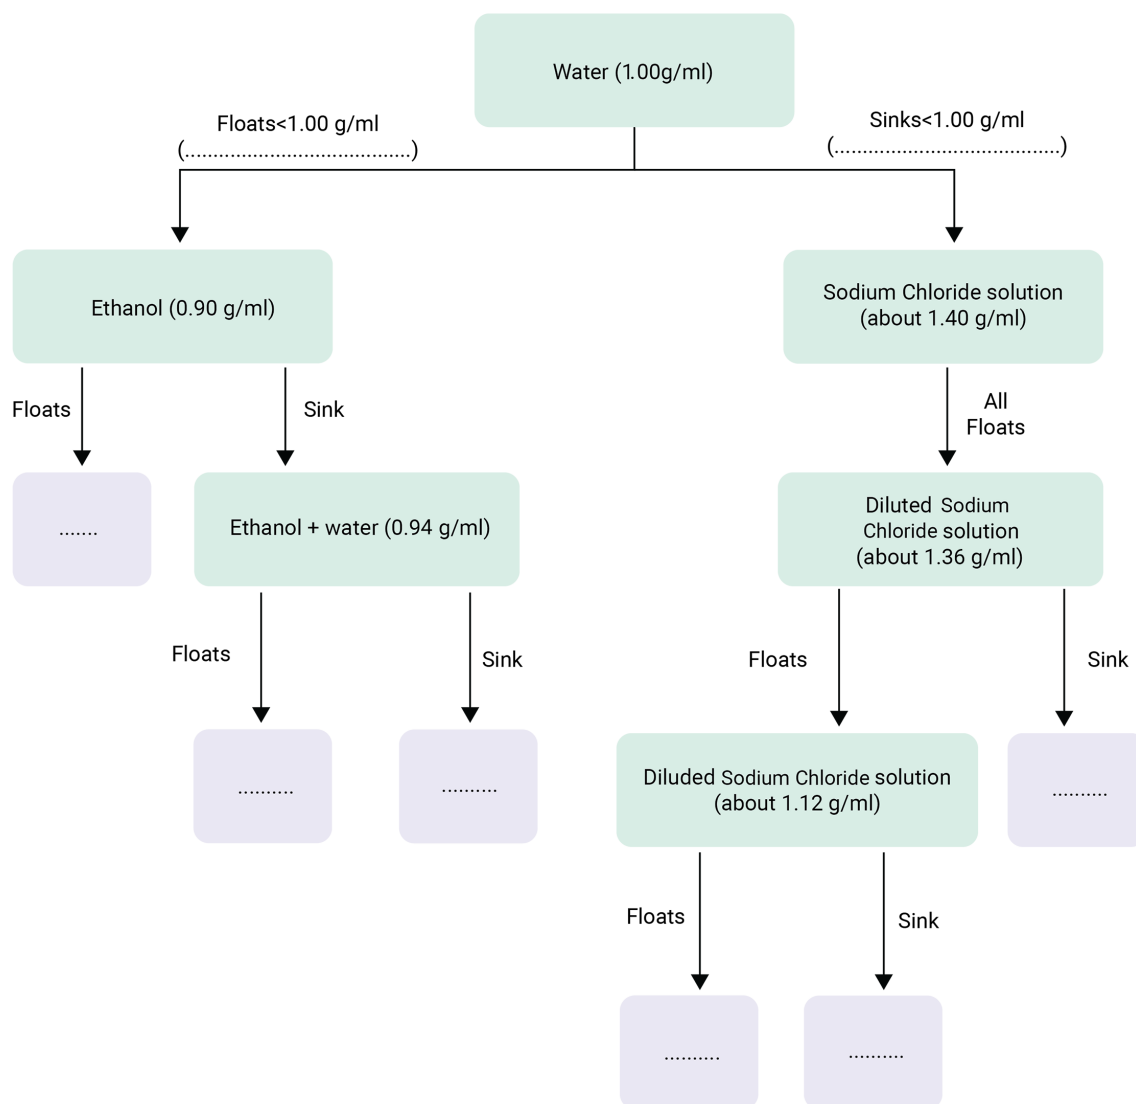 Water (1.00g/ml)
Floats<1.00 g/ml
(........................................)
Sinks<1.00 g/ml
(........................................)
Ethanol (0.90 g/ml)
Sodium Chloride solution
(about 1.40 g/ml)
Floats
Sink
All
Floats
.......
Ethanol + water (0.94 g/ml)
Diluted Sodium
Chloride solution
(about 1.36 g/ml)
Floats
Sink
Floats
Sink
..........
..........
Diluded Sodium Chloride solution
(about 1.12 g/ml)
..........
Floats
Sink
..........
..........